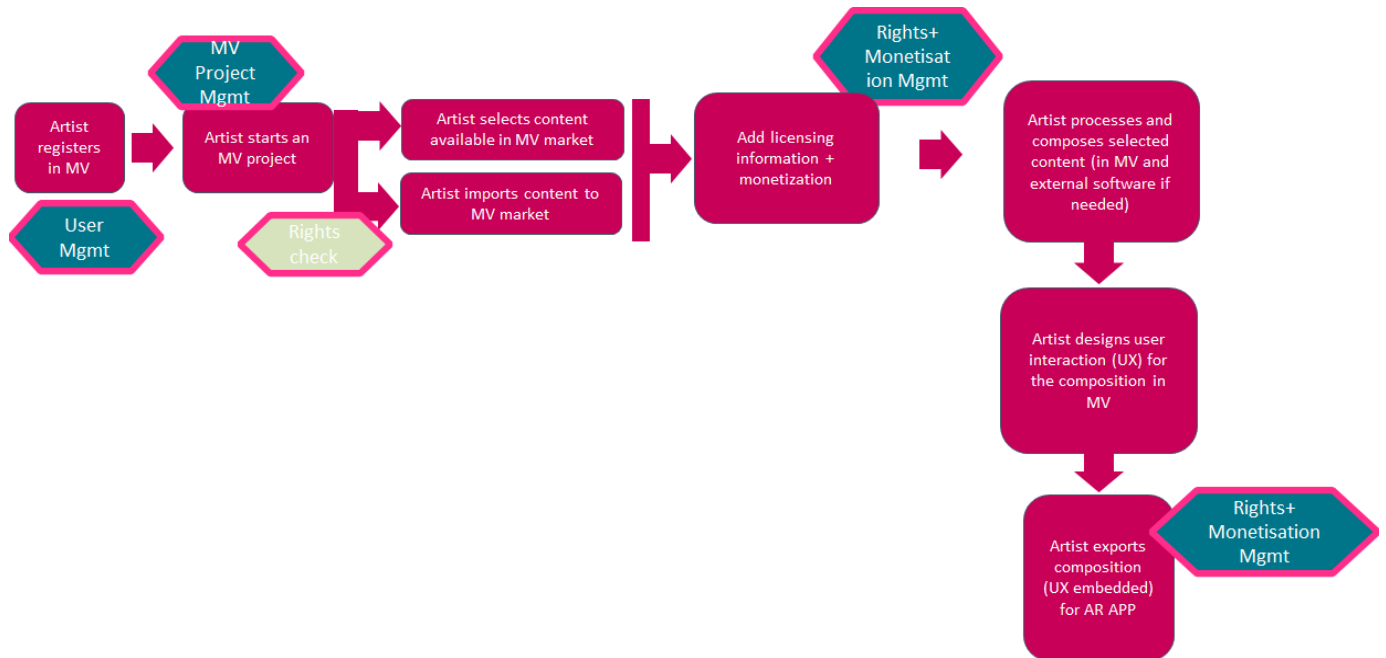 MV
Project
Mgmt
Rights+
Monetisat
ion Mgmt
Artist
registers
in MV
Artist starts an
MV project
Artist selects content
available in MV market
Artist imports content to
MV market
Add licensing
information +
monetization
Artist processes and
composes selected
content (in MV and
external software if
needed)
User
Mgmt
Rights
check
Artist designs user
interaction (UX) for
the composition in
MV
Artist exports
composition
(UX embedded)
for AR APP
Rights+
Monetisation
Mgmt